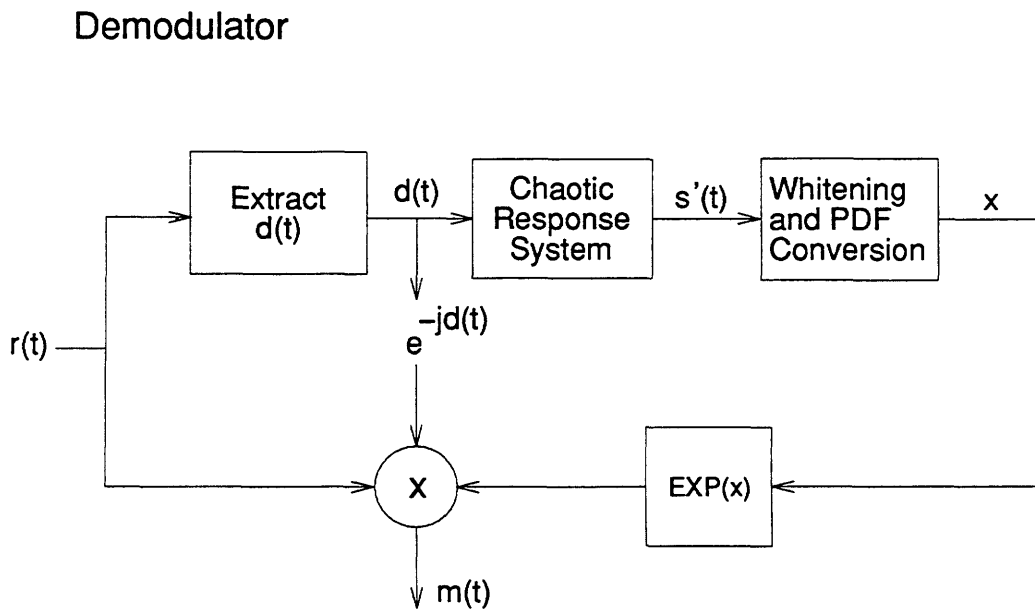 Demodulator
Extract
d(t)
d(t)
Chaotic
Response
System
s'(t)
Whitening
and PDF
Conversion
x
e^{-jd(t)}
r(t)
X
EXP(x)
m(t)